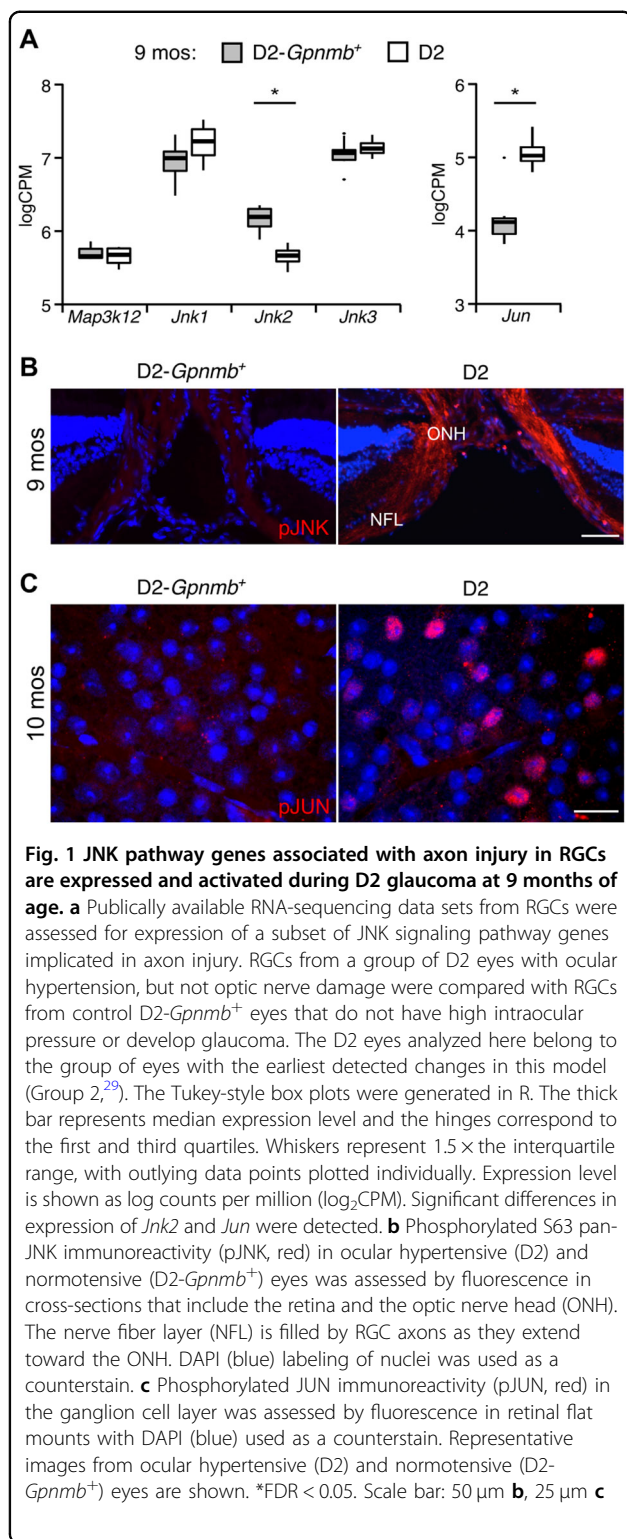 A
9 mos: D2-Gpnmb+ D2
8
7
6
5
logCPM
*
Map3k12 Jnk1 Jnk2 Jnk3
6
5
4
3
logCPM
*
Jun
B
D2-Gpnmb+ D2
9 mos
pJNK
ONH
NFL
C
D2-Gpnmb+ D2
10 mos
pJUN
Fig. 1 JNK pathway genes associated with axon injury in RGCs
are expressed and activated during D2 glaucoma at 9 months of
age. a Publically available RNA-sequencing data sets from RGCs were
assessed for expression of a subset of JNK signaling pathway genes
implicated in axon injury. RGCs from a group of D2 eyes with ocular
hypertension, but not optic nerve damage were compared with RGCs
from control D2-Gpnmb+ eyes that do not have high intraocular
pressure or develop glaucoma. The D2 eyes analyzed here belong to
the group of eyes with the earliest detected changes in this model
(Group 2,29). The Tukey-style box plots were generated in R. The thick
bar represents median expression level and the hinges correspond to
the first and third quartiles. Whiskers represent 1.5 × the interquartile
range, with outlying data points plotted individually. Expression level
is shown as log counts per million (log₂CPM). Significant differences in
expression of Jnk2 and Jun were detected. b Phosphorylated S63 pan-
JNK immunoreactivity (pJNK, red) in ocular hypertensive (D2) and
normotensive (D2-Gpnmb+) eyes was assessed by fluorescence in
cross-sections that include the retina and the optic nerve head (ONH).
The nerve fiber layer (NFL) is filled by RGC axons as they extend
toward the ONH. DAPI (blue) labeling of nuclei was used as a
counterstain. c Phosphorylated JUN immunoreactivity (pJUN, red) in
the ganglion cell layer was assessed by fluorescence in retinal flat
mounts with DAPI (blue) used as a counterstain. Representative
images from ocular hypertensive (D2) and normotensive (D2-
Gpnmb+) eyes are shown. *FDR < 0.05. Scale bar: 50 μm b, 25 μm c